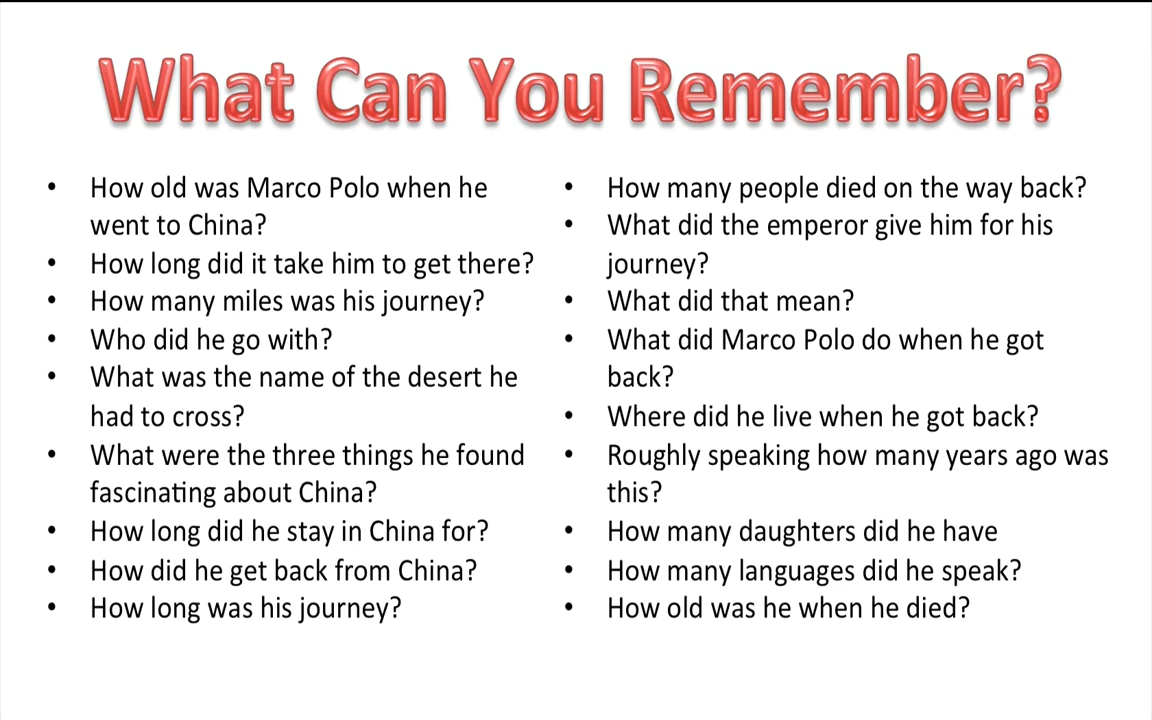 What Can You Remember?
• How old was Marco Polo when he
went to China?
• How long did it take him to get there?
• How many miles was his journey?
• Who did he go with?
• What was the name of the desert he
had to cross?
• What were the three things he found
fascinating about China?
• How long did he stay in China for?
• How did he get back from China?
• How long was his journey?
• How many people died on the way back?
• What did the emperor give him for his
journey?
• What did that mean?
• What did Marco Polo do when he got
back?
• Where did he live when he got back?
• Roughly speaking how many years ago was
this?
• How many daughters did he have
• How many languages did he speak?
• How old was he when he died?